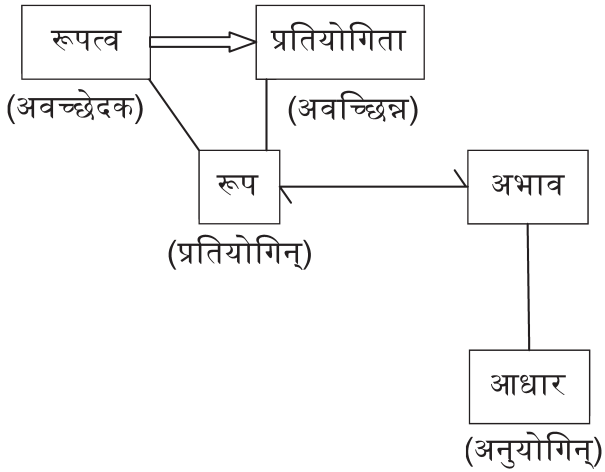 रूपत्व
प्रतियोगिता
(अवच्छेदक)
(अवच्छिन्न)
रूप
अभाव
(प्रतियोगिन्)
आधार
(अनुयोगिन्)